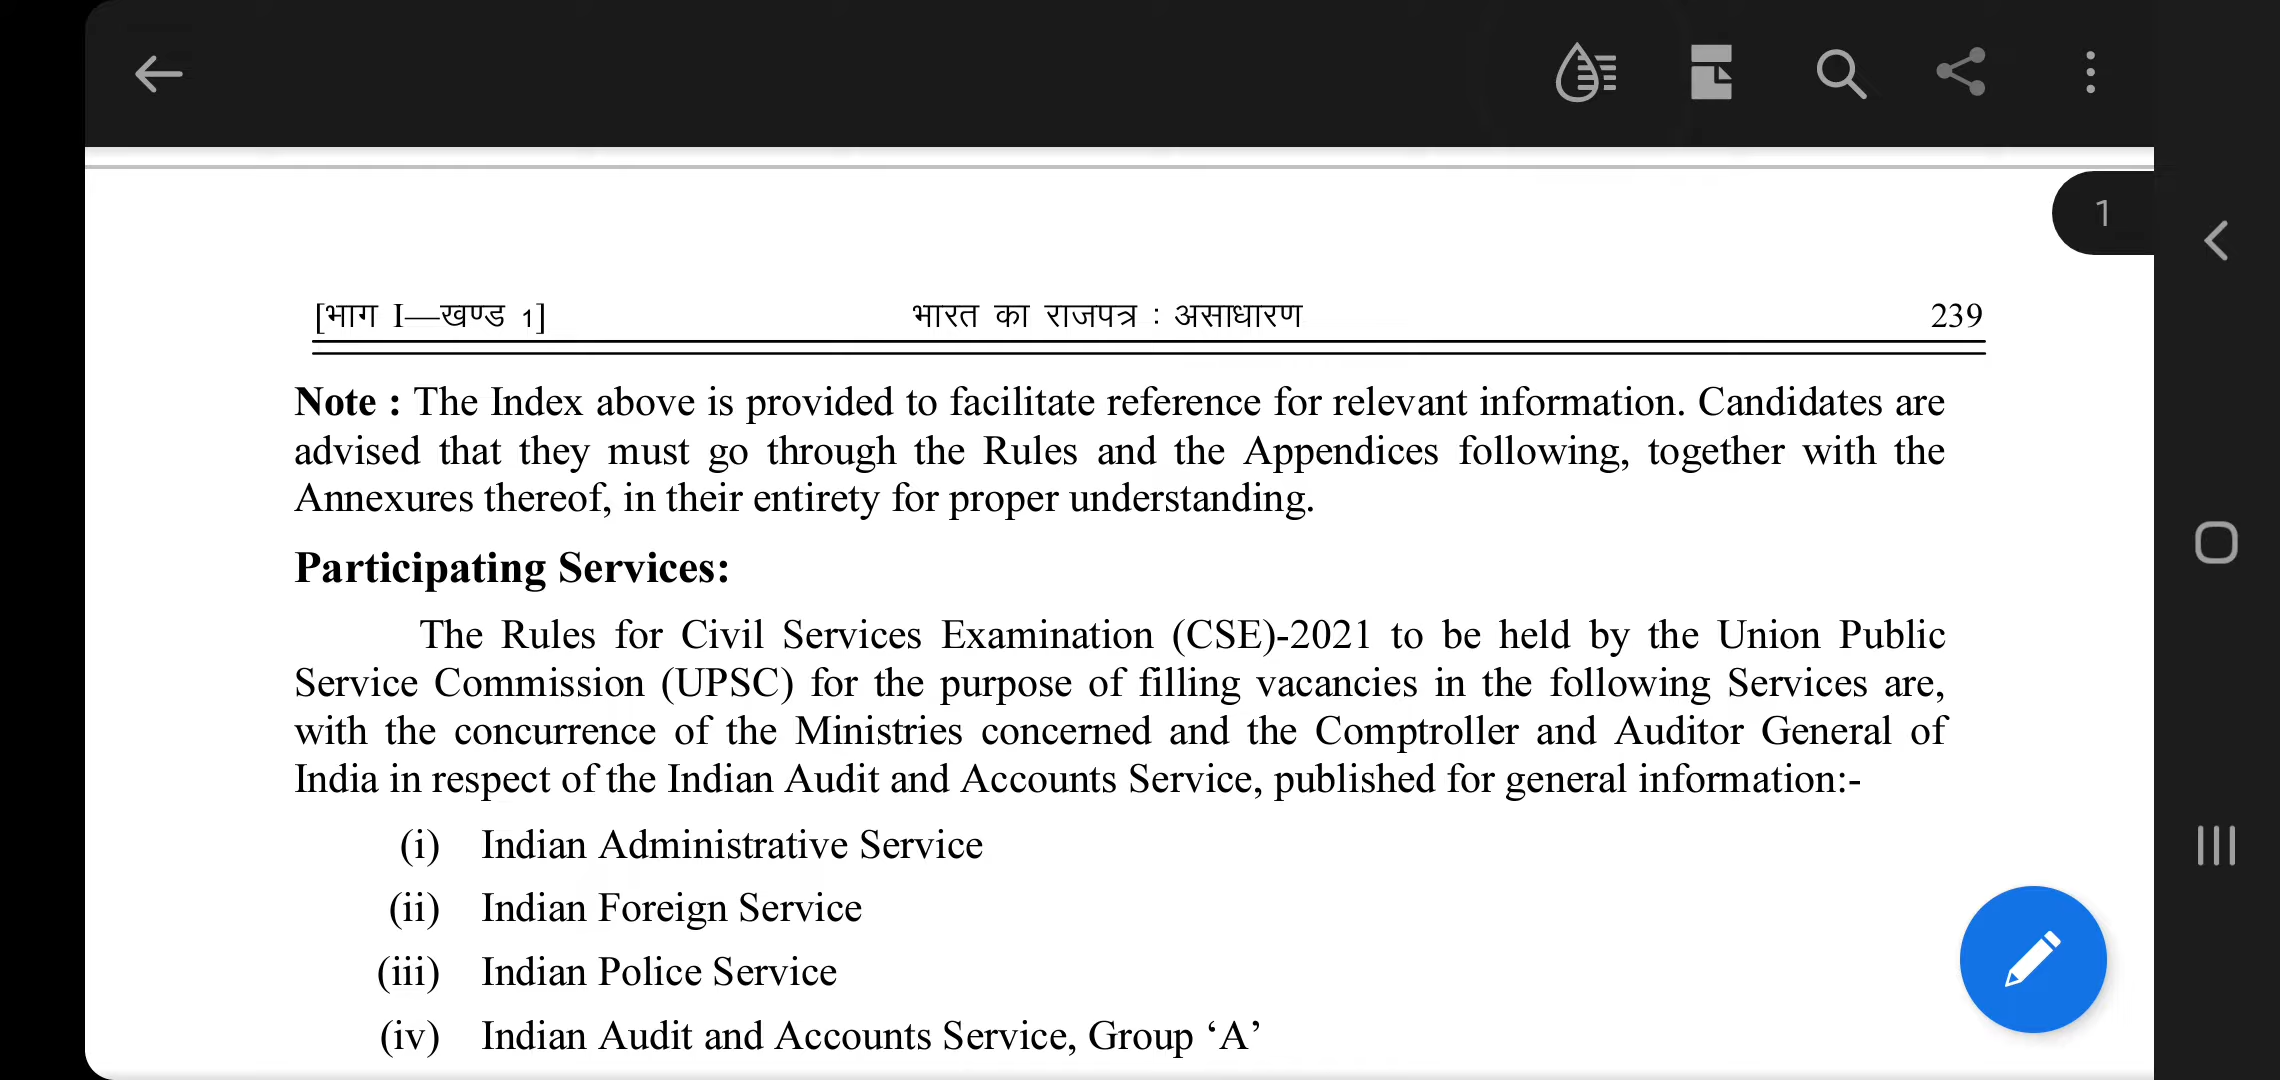 1
[भाग I—खण्ड 1] भारत का राजपत्र : असाधारण 239
Note : The Index above is provided to facilitate reference for relevant information. Candidates are
advised that they must go through the Rules and the Appendices following, together with the
Annexures thereof, in their entirety for proper understanding.
Participating Services:
The Rules for Civil Services Examination (CSE)-2021 to be held by the Union Public
Service Commission (UPSC) for the purpose of filling vacancies in the following Services are,
with the concurrence of the Ministries concerned and the Comptroller and Auditor General of
India in respect of the Indian Audit and Accounts Service, published for general information:-
(i) Indian Administrative Service
(ii) Indian Foreign Service
(iii) Indian Police Service
(iv) Indian Audit and Accounts Service, Group ‘A’